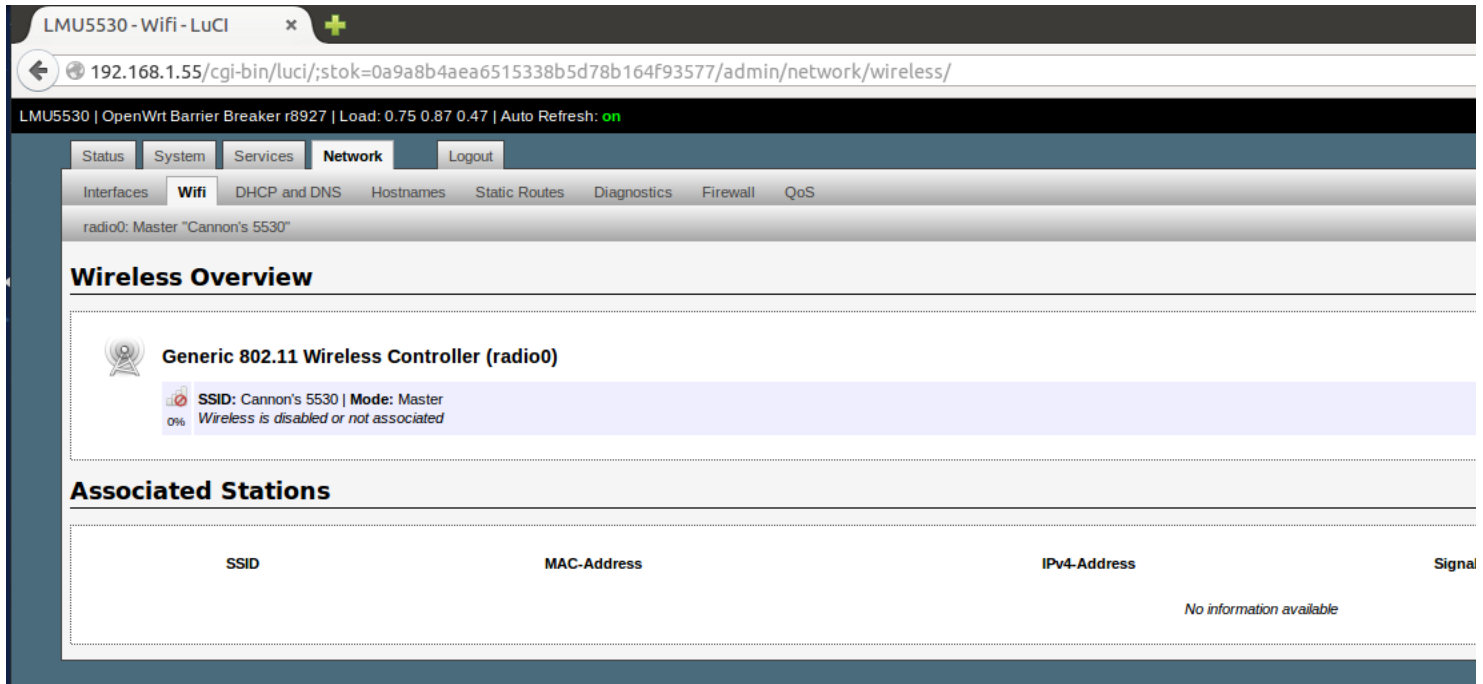 LMU5530 - Wifi - LuCI ×
192.168.1.55/cgi-bin/luci/;stok=0a9a8b4aea6515338b5d78b164f93577/admin/network/wireless/
LMU5530 | OpenWrt Barrier Breaker r8927 | Load: 0.75 0.87 0.47 | Auto Refresh: on
Status System Services Network Logout
Interfaces Wifi DHCP and DNS Hostnames Static Routes Diagnostics Firewall QoS
radio0: Master "Cannon's 5530"
Wireless Overview
Generic 802.11 Wireless Controller (radio0)
SSID: Cannon's 5530 | Mode: Master
0% Wireless is disabled or not associated
Associated Stations
SSID MAC-Address IPv4-Address Signal
No information available